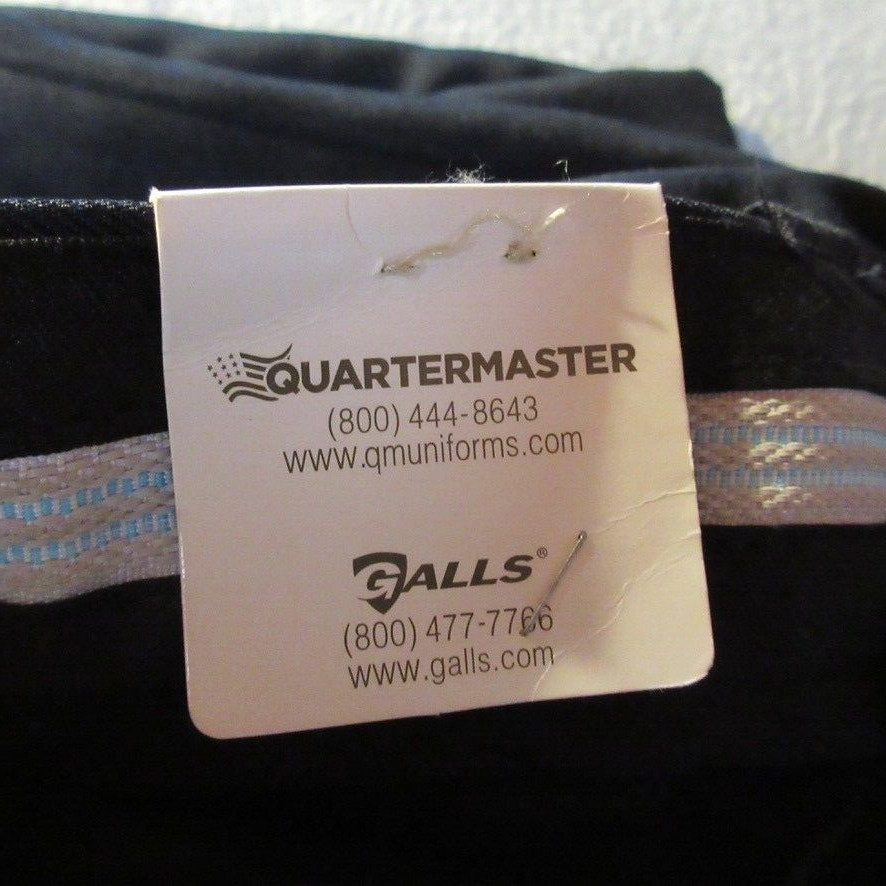 QUARTERMASTER
(800) 444-8643
www.qmuniforms.com
GALLS®
(800) 477-7766
www.galls.com